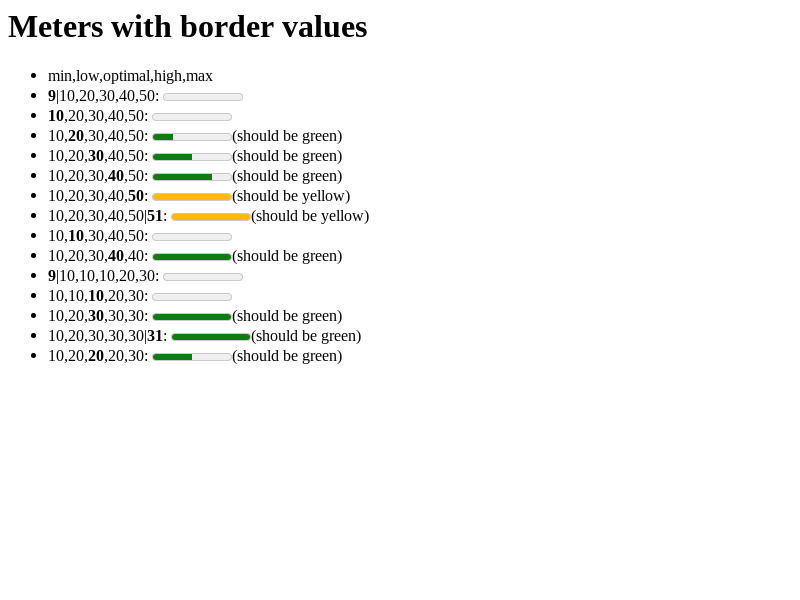 Meters with border values
min,low,optimal,high,max
9|10,20,30,40,50:
10,20,30,40,50:
10,20,30,40,50: (should be green)
10,20,30,40,50: (should be green)
10,20,30,40,50: (should be green)
10,20,30,40,50: (should be yellow)
10,20,30,40,50|51: (should be yellow)
10,10,30,40,50:
10,20,30,40,40: (should be green)
9|10,10,10,20,30:
10,10,10,20,30:
10,20,30,30,30: (should be green)
10,20,30,30,30|31: (should be green)
10,20,20,20,30: (should be green)